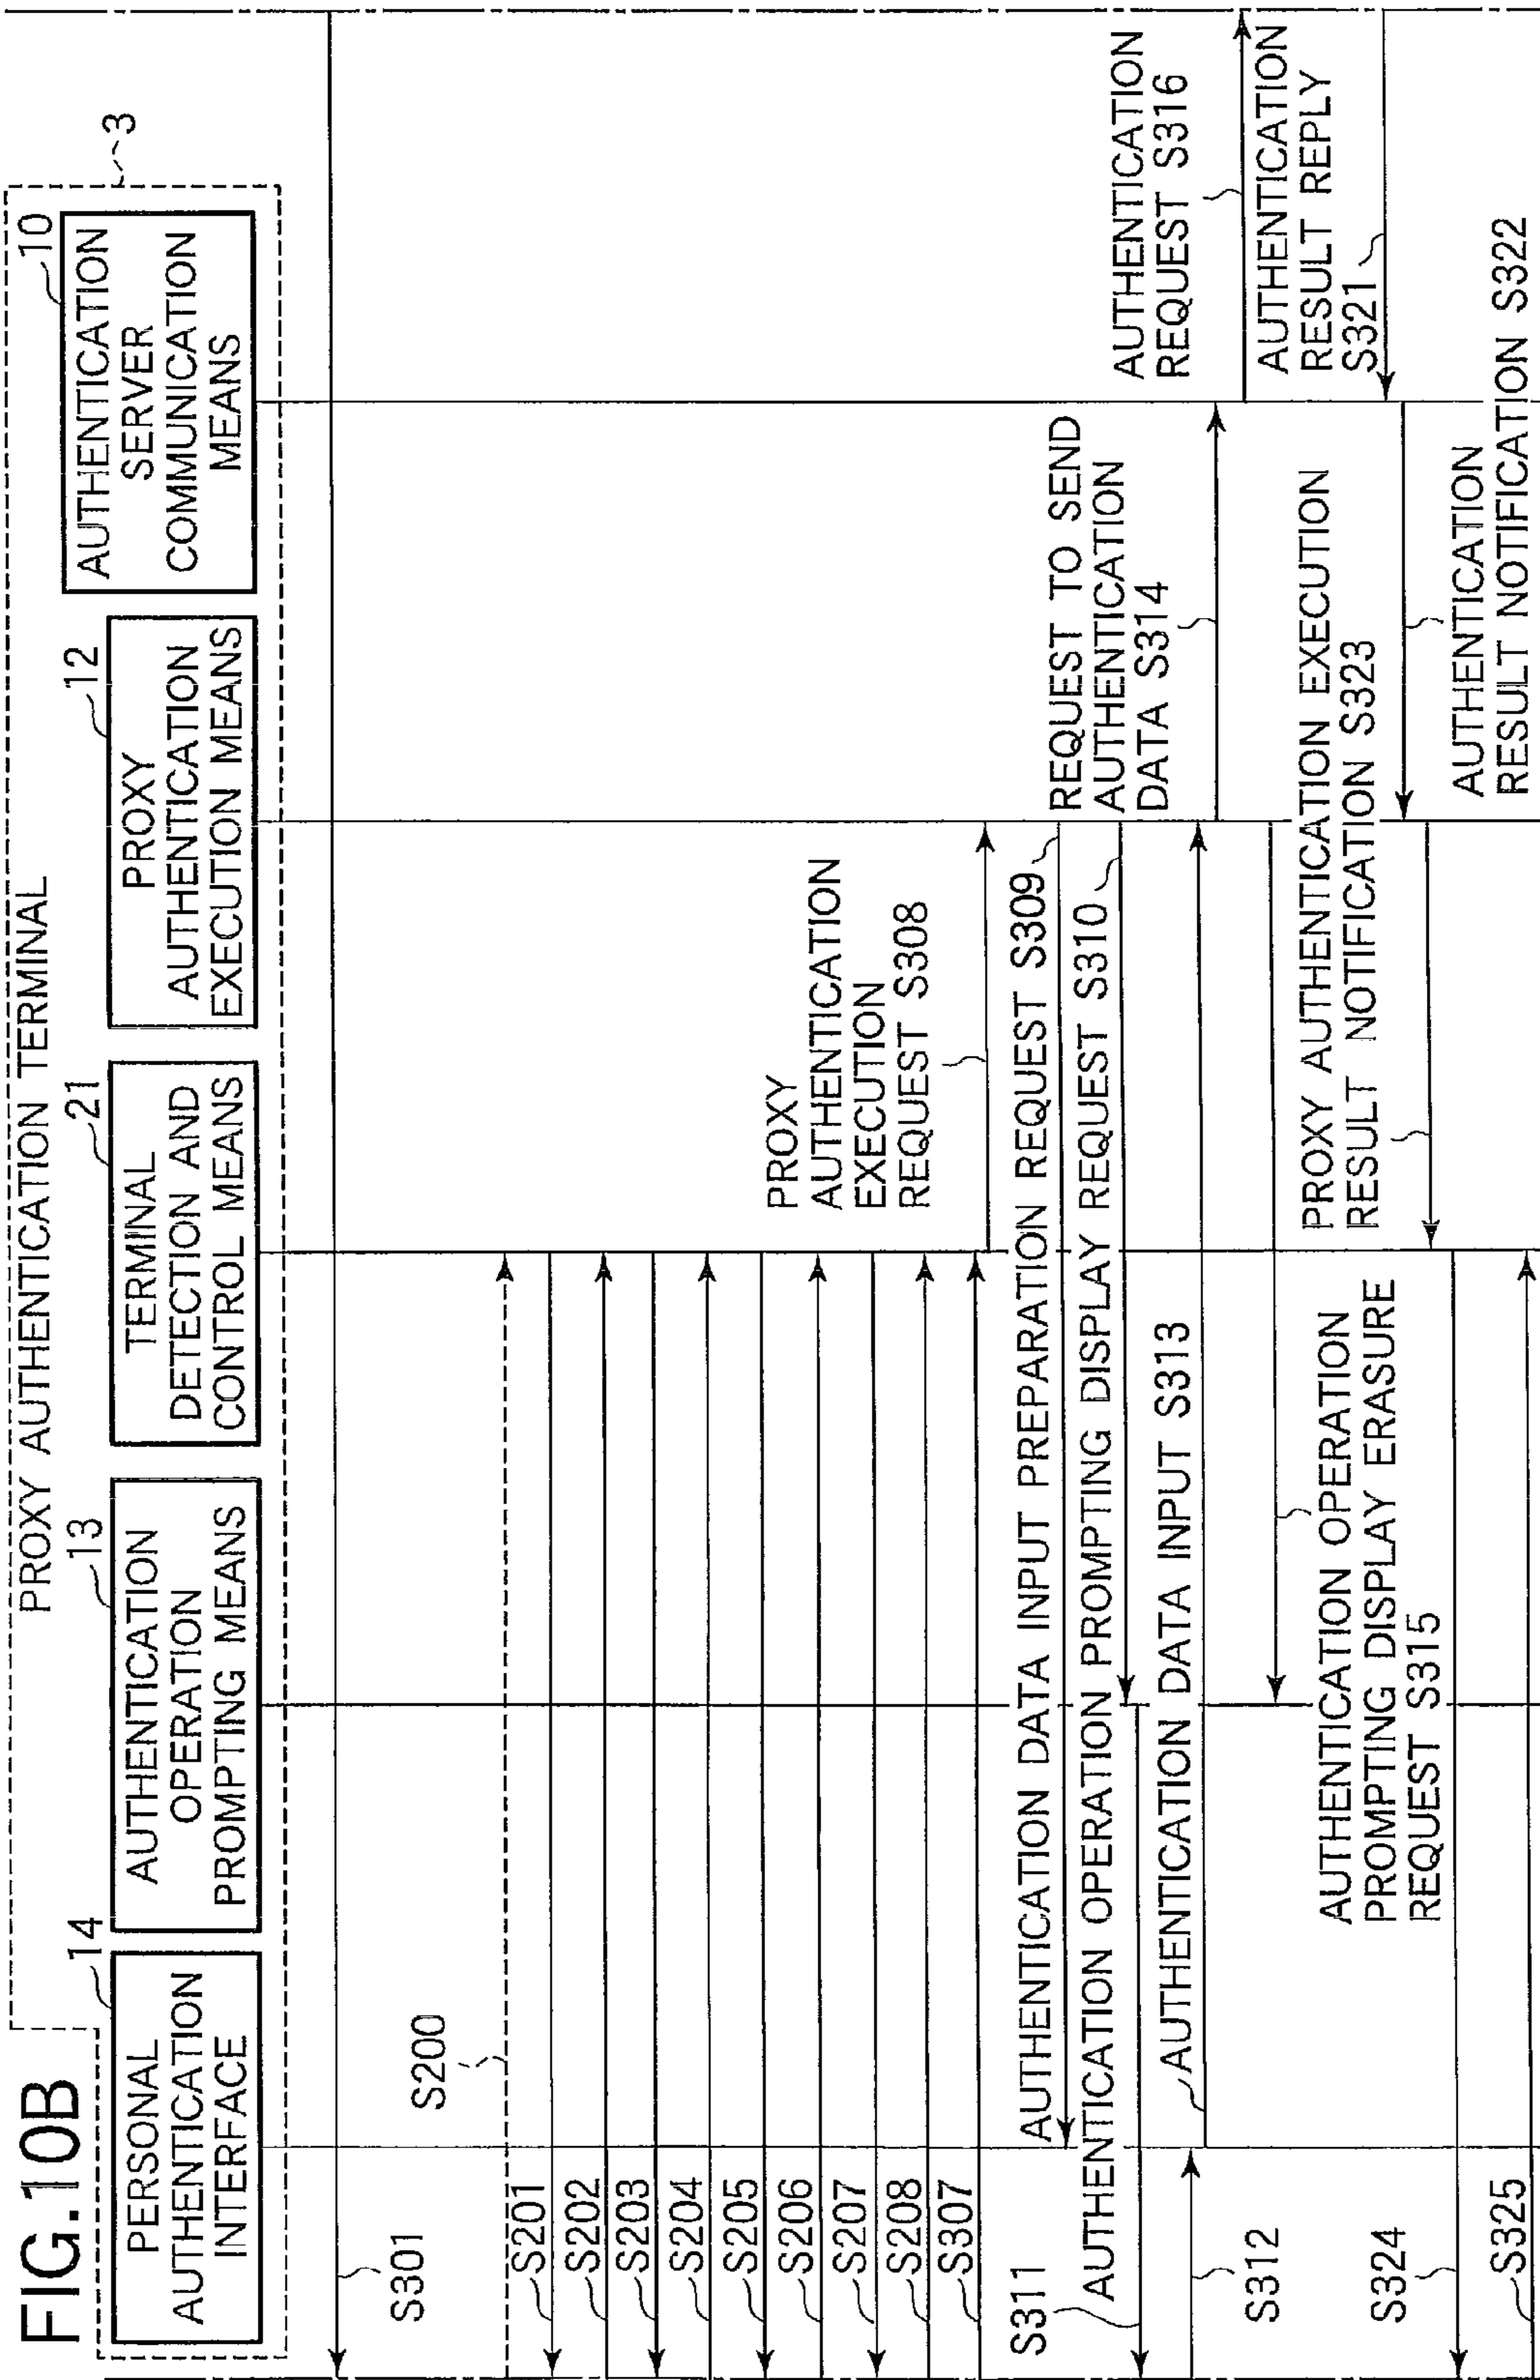 FIG.10B
PROXY AUTHENTICATION TERMINAL
3
14
PERSONAL
AUTHENTICATION
INTERFACE
13
AUTHENTICATION
OPERATION
PROMPTING MEANS
21
TERMINAL
DETECTION AND
CONTROL MEANS
12
PROXY
AUTHENTICATION
EXECUTION MEANS
10
AUTHENTICATION
SERVER
COMMUNICATION
MEANS
S301
S200
S201
S202
S203
S204
S205
S206
S207
S208
S307
PROXY
AUTHENTICATION
EXECUTION
REQUEST S308
AUTHENTICATION DATA INPUT PREPARATION REQUEST S309
AUTHENTICATION OPERATION PROMPTING DISPLAY REQUEST S310
S311
S312
AUTHENTICATION DATA INPUT S313
REQUEST TO SEND
AUTHENTICATION
DATA S314
AUTHENTICATION OPERATION
PROMPTING DISPLAY ERASURE
REQUEST S315
AUTHENTICATION
REQUEST S316
AUTHENTICATION
RESULT REPLY
S321
AUTHENTICATION
RESULT NOTIFICATION S322
PROXY AUTHENTICATION EXECUTION
RESULT NOTIFICATION S323
S324
S325